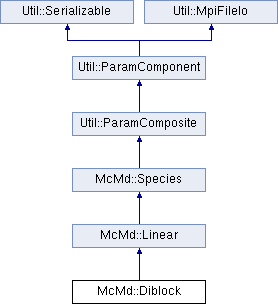 Util::Serializable
Util::MpiFileIo
Util::ParamComponent
Util::ParamComposite
McMd::Species
McMd::Linear
McMd::Diblock